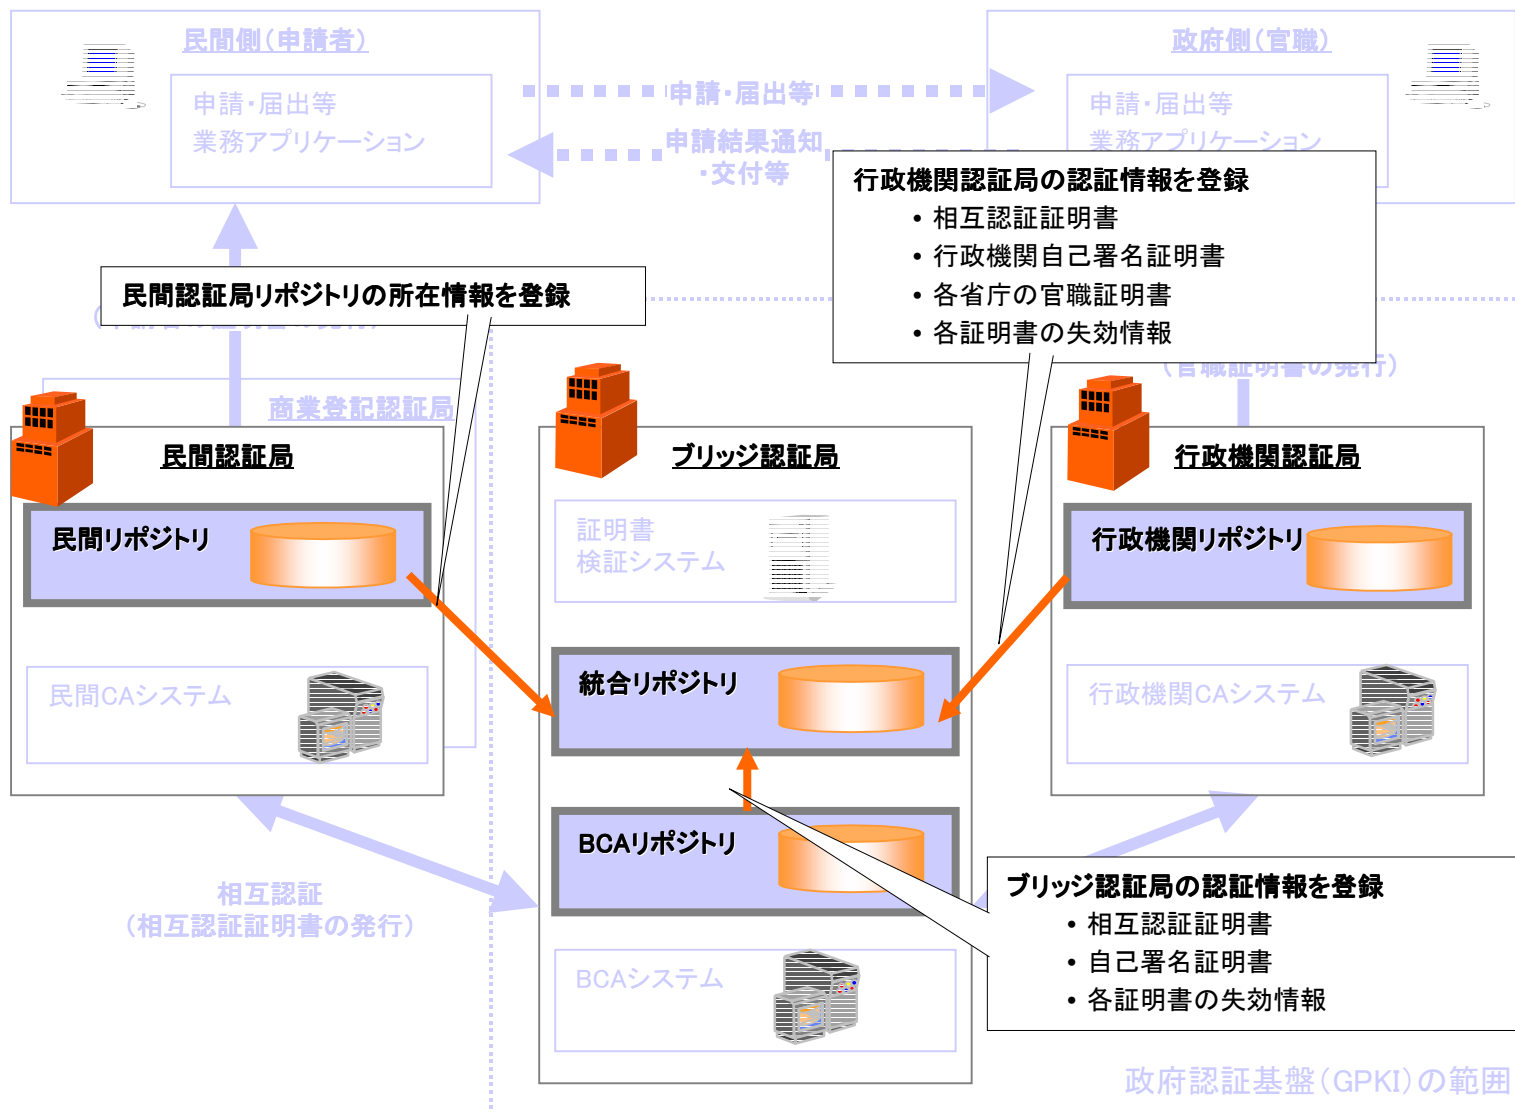 民間側（申請者）
申請・届出等
業務アプリケーション
申請・届出等
申請結果通知
・交付等
政府側（官職）
申請・届出等
業務アプリケーション
行政機関認証局の認証情報を登録
• 相互認証証明書
• 行政機関自己署名証明書
• 各省庁の官職証明書
• 各証明書の失効情報
民間認証局リポジトリの所在情報を登録
（官職証明書の発行）
商業登記認証局
民間認証局
民間リポジトリ
民間CAシステム
ブリッジ認証局
証明書
検証システム
統合リポジトリ
BCAリポジトリ
BCAシステム
行政機関認証局
行政機関リポジトリ
行政機関CAシステム
相互認証
（相互認証証明書の発行）
ブリッジ認証局の認証情報を登録
• 相互認証証明書
• 自己署名証明書
• 各証明書の失効情報
政府認証基盤（GPKI）の範囲